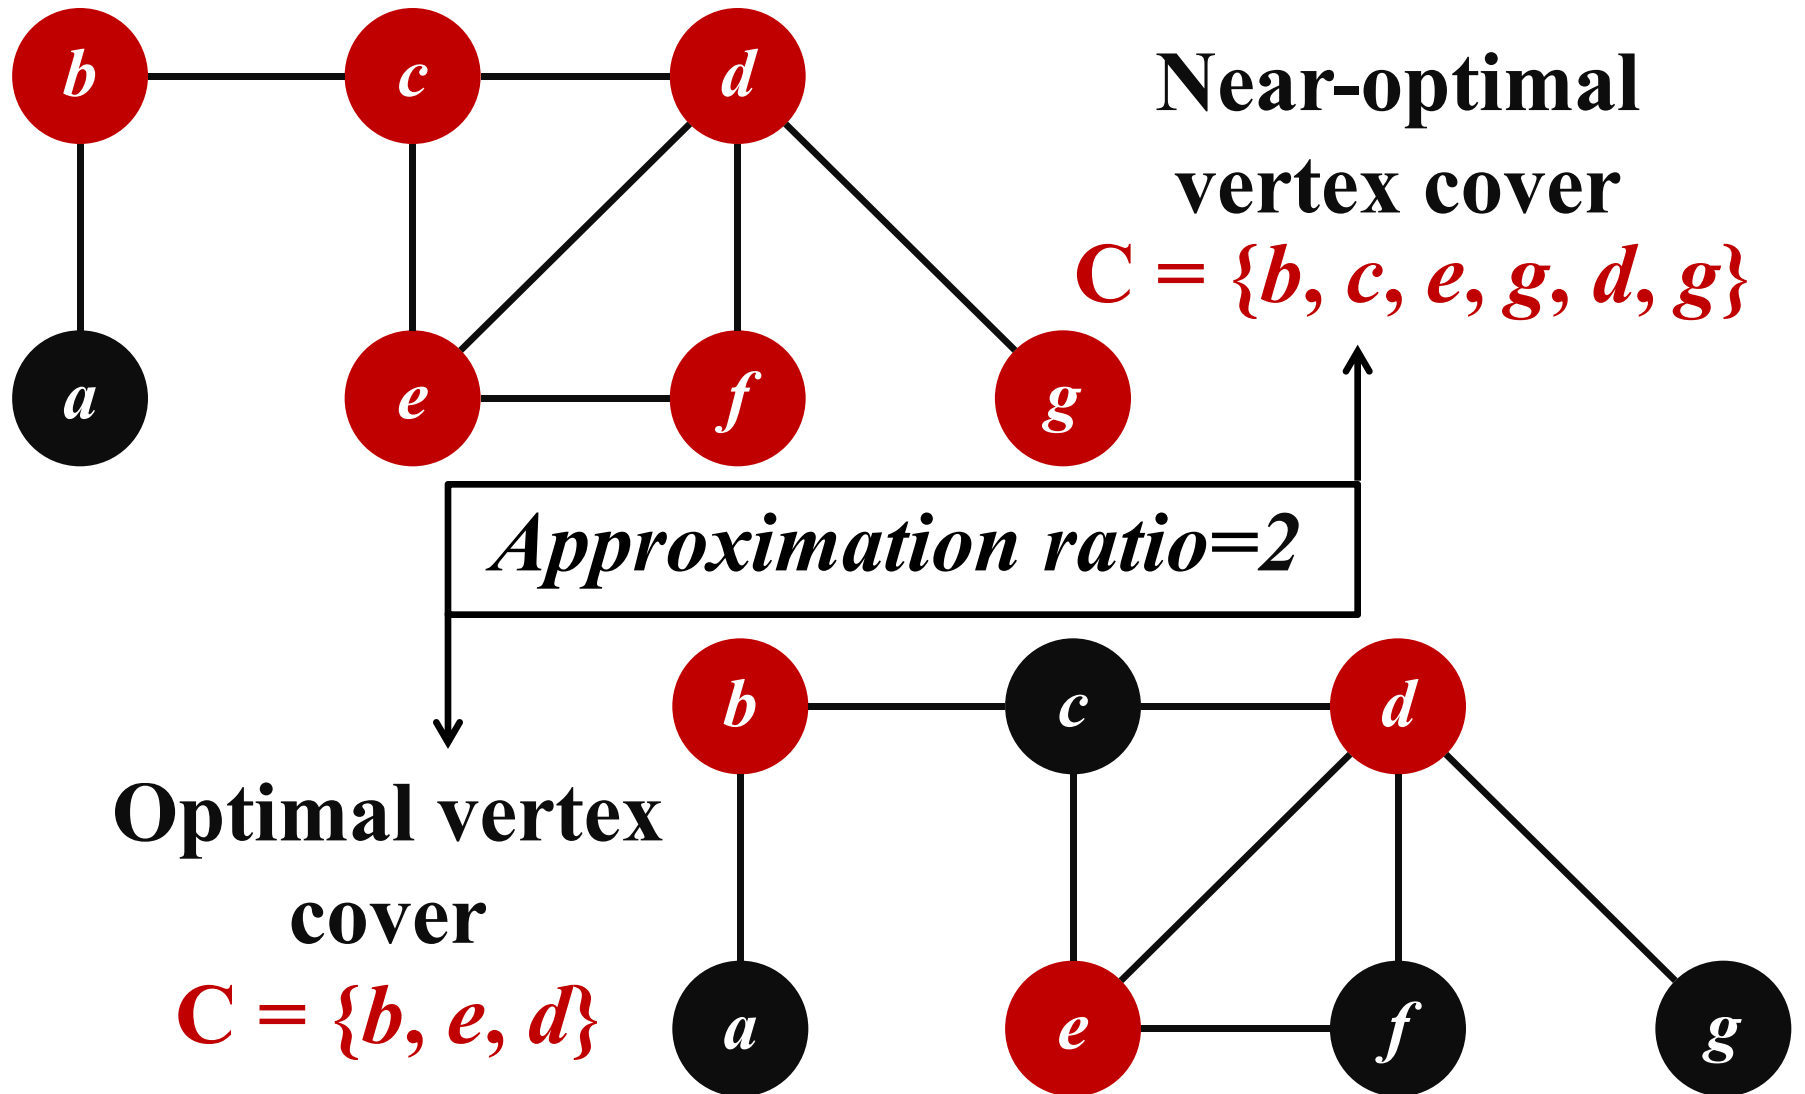 b c d
Near-optimal
vertex cover
C = {b, c, e, g, d, g}
a e f g
Approximation ratio=2
b c d
Optimal vertex
cover
C = {b, e, d}
a e f g